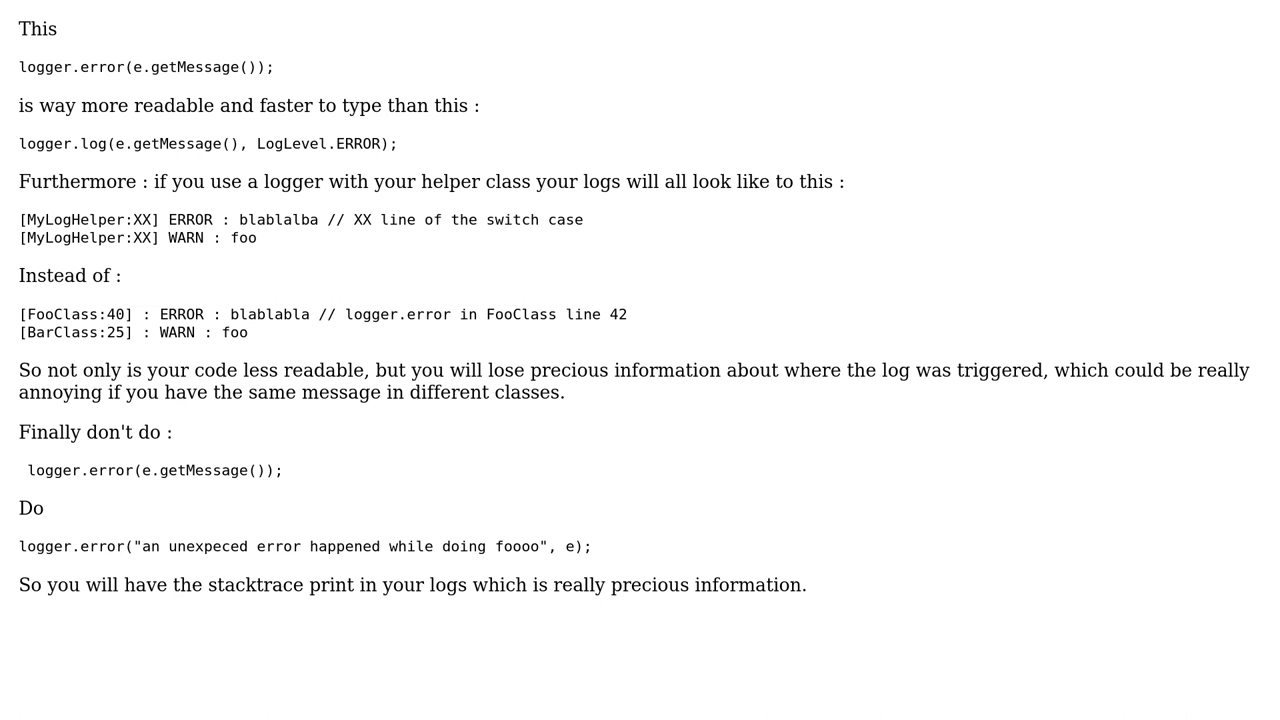 This
logger.error(e.getMessage());
is way more readable and faster to type than this :
logger.log(e.getMessage(), LogLevel.ERROR);
Furthermore : if you use a logger with your helper class your logs will all look like to this :
[MyLogHelper:XX] ERROR : blablalba // XX line of the switch case
[MyLogHelper:XX] WARN : foo
Instead of :
[FooClass:40] : ERROR : blablabla // logger.error in FooClass line 42
[BarClass:25] : WARN : foo
So not only is your code less readable, but you will lose precious information about where the log was triggered, which could be really
annoying if you have the same message in different classes.
Finally don't do :
logger.error(e.getMessage());
Do
logger.error("an unexpeced error happened while doing foooo", e);
So you will have the stacktrace print in your logs which is really precious information.